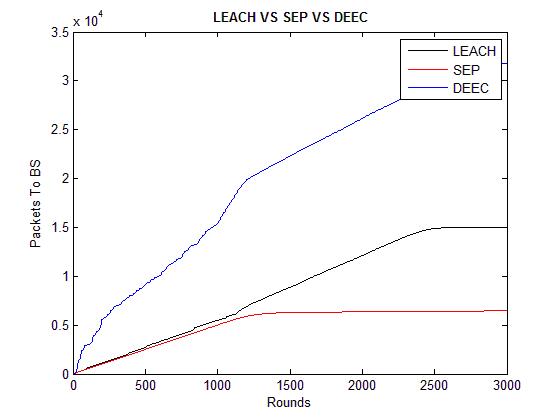 LEACH VS SEP VS DEEC
x 10^4
3.5
3
2.5
2
1.5
1
0.5
0
Packets To BS
LEACH
SEP
DEEC
0 500 1000 1500 2000 2500 3000
Rounds